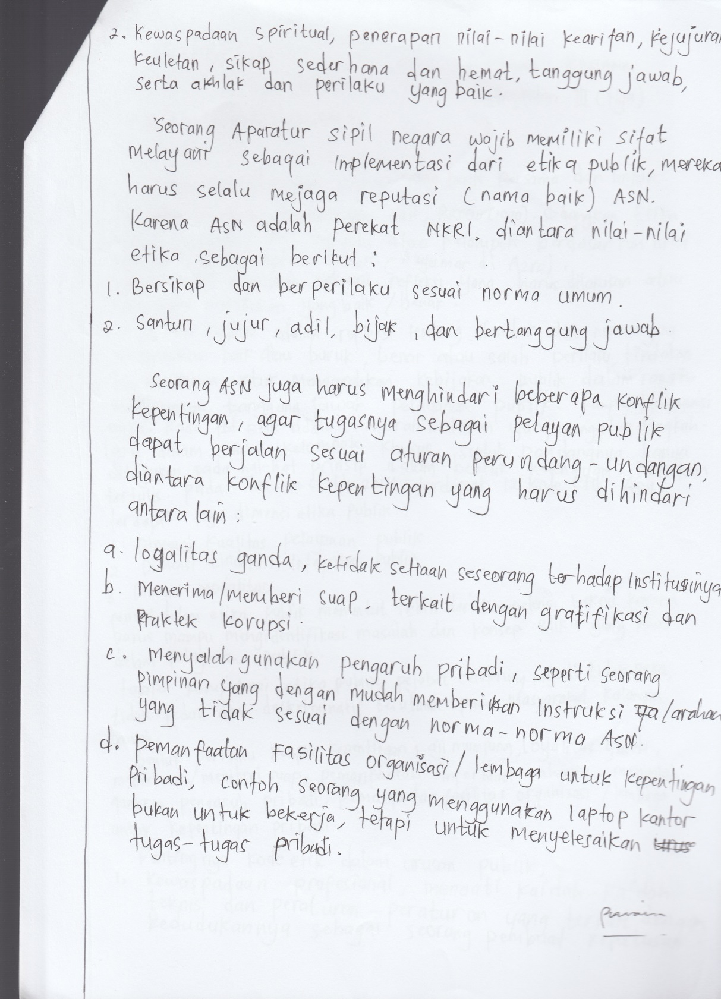 2. Kewaspadaan spiritual, penerapan nilai-nilai kearifan, kejujuran
keuletan, sikap sederhana dan hemat, tanggung jawab,
serta akhlak dan perilaku yang baik.
Seorang Aparatur sipil negara wajib memiliki sifat
melayani sebagai Implementasi dari etika publik, mereka
harus selalu mejaga reputasi (nama baik) ASN.
Karena ASN adalah perekat NKRI, diantara nilai-nilai
etika sebagai berikut :
1. Bersikap dan berperilaku sesuai norma umum.
2. Santun, jujur, adil, bijak, dan bertanggung jawab.
Seorang ASN juga harus menghindari beberapa konflik
kepentingan, agar tugasnya sebagai pelayan publik
dapat berjalan sesuai aturan perundang-undangan,
diantara konflik kepentingan yang harus dihindari
antara lain :
a. logalitas ganda, ketidak setiaan seseorang terhadap Institusinya
b. Menerima/memberi suap. terkait dengan gratifikasi dan
Praktek korupsi.
c. Menyalah gunakan pengaruh pribadi, seperti seorang
pimpinan yang dengan mudah memberikan Instruksi /arahan
yang tidak sesuai dengan norma-norma ASN.
d. Pemanfaatan Fasilitas organisasi/lembaga untuk kepentingan
Pribadi, contoh seorang yang menggunakan laptop kantor
bukan untuk bekerja, tetapi untuk menyelesaikan
tugas-tugas pribadi.